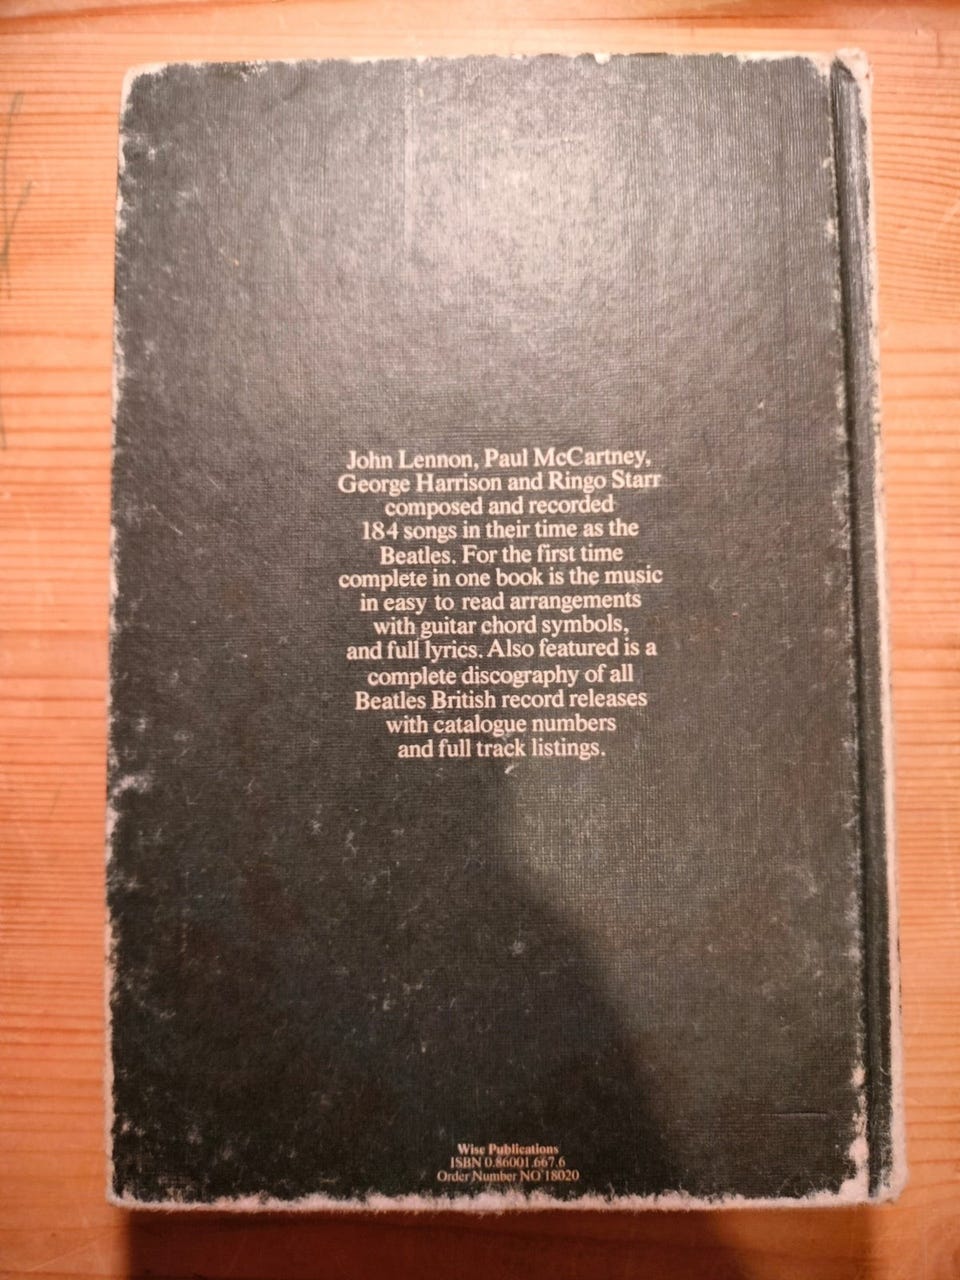 John Lennon, Paul McCartney,
George Harrison and Ringo Starr
composed and recorded
184 songs in their time as the
Beatles. For the first time
complete in one book is the music
in easy to read arrangements
with guitar chord symbols,
and full lyrics. Also featured is a
complete discography of all
Beatles British record releases
with catalogue numbers
and full track listings.
Wise Publications
ISBN 0.86001.667.6
Order Number NO 18020